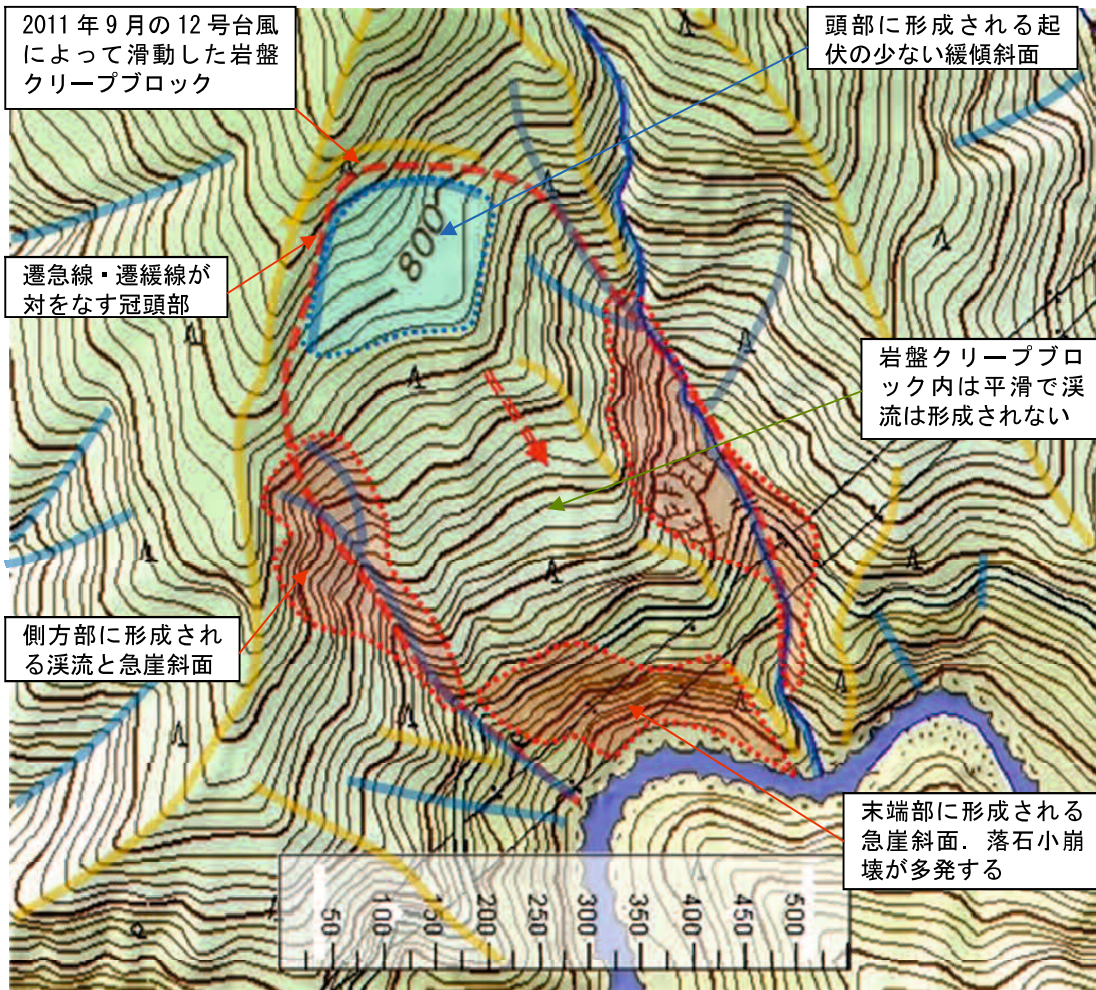 2011年9月の12号台風
によって滑動した岩盤
クリープブロック
頭部に形成される起
伏の少ない緩傾斜面
遷急線・遷緩線が
対をなす冠頭部
800
岩盤クリープブロ
ック内は平滑で渓
流は形成されない
側方部に形成され
る渓流と急崖斜面
末端部に形成される
急崖斜面．落石小崩
壊が多発する
50 100 150 200 250 300 350 400 450 500